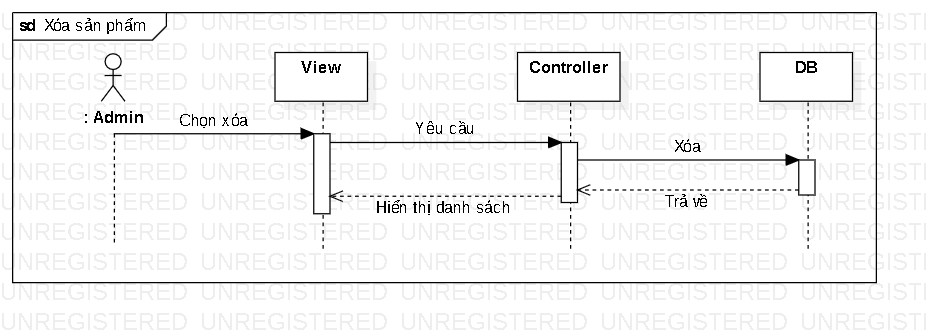 sd Xóa sản phẩm
: Admin
View
Controller
DB
Chọn xóa
Yêu cầu
Xóa
Trả về
Hiển thị danh sách
UNREGISTERED